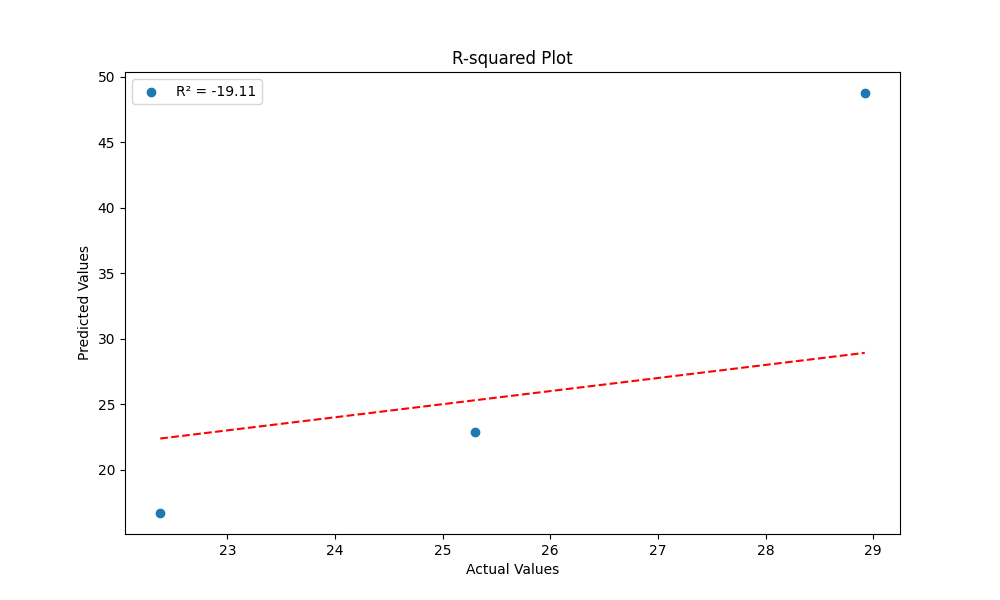 R-squared Plot
R² = -19.11
50
45
40
35
30
25
20
Predicted Values
23 24 25 26 27 28 29
Actual Values